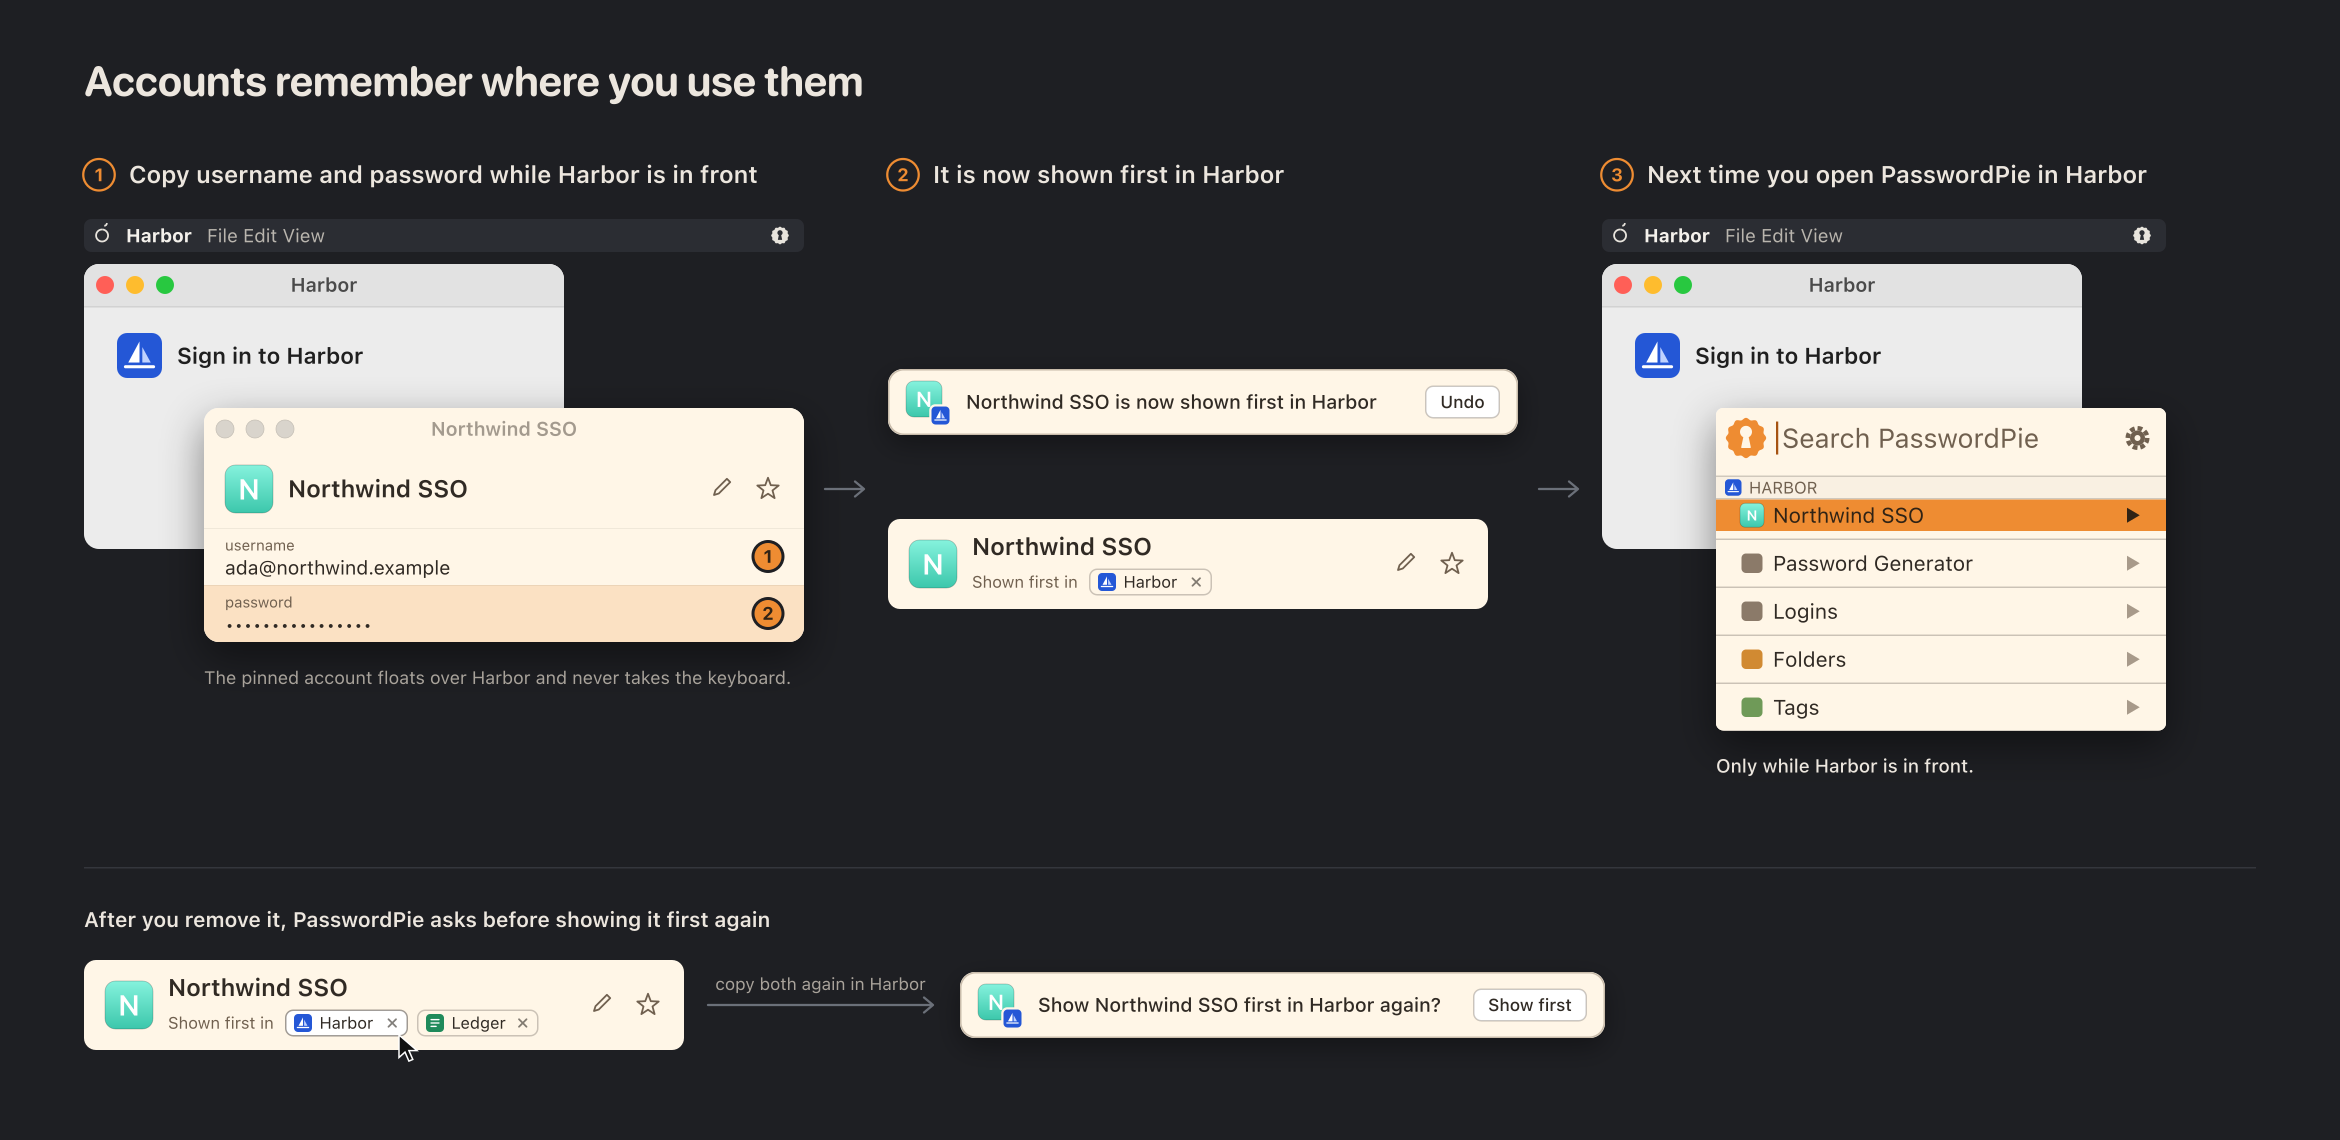 Accounts remember where you use them
1 Copy username and password while Harbor is in front
Harbor File Edit View
Harbor
Sign in to Harbor
Northwind SSO
N Northwind SSO
username
ada@northwind.example
1
password
••••••••••••••••
2
The pinned account floats over Harbor and never takes the keyboard.
2 It is now shown first in Harbor
N Northwind SSO is now shown first in Harbor Undo
N Northwind SSO
Shown first in Harbor ×
3 Next time you open PasswordPie in Harbor
Harbor File Edit View
Harbor
Sign in to Harbor
Search PasswordPie
HARBOR
N Northwind SSO
Password Generator
Logins
Folders
Tags
Only while Harbor is in front.
After you remove it, PasswordPie asks before showing it first again
N Northwind SSO
Shown first in Harbor × Ledger ×
copy both again in Harbor
N Show Northwind SSO first in Harbor again? Show first